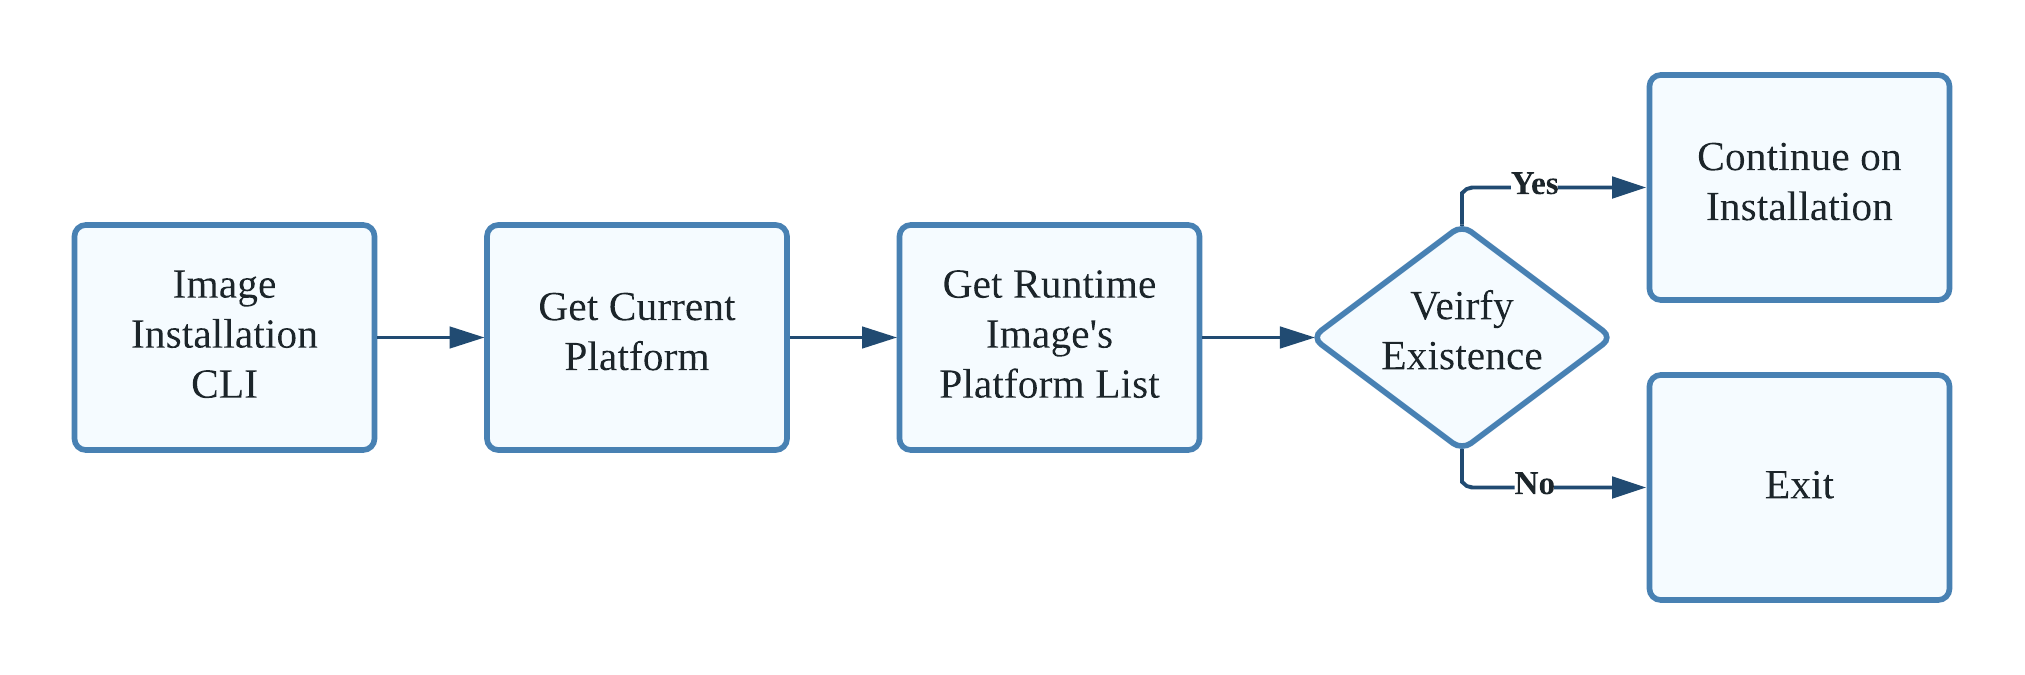 Image
Installation
CLI
Get Current
Platform
Get Runtime
Image's
Platform List
Veirfy
Existence
Yes
Continue on
Installation
No
Exit